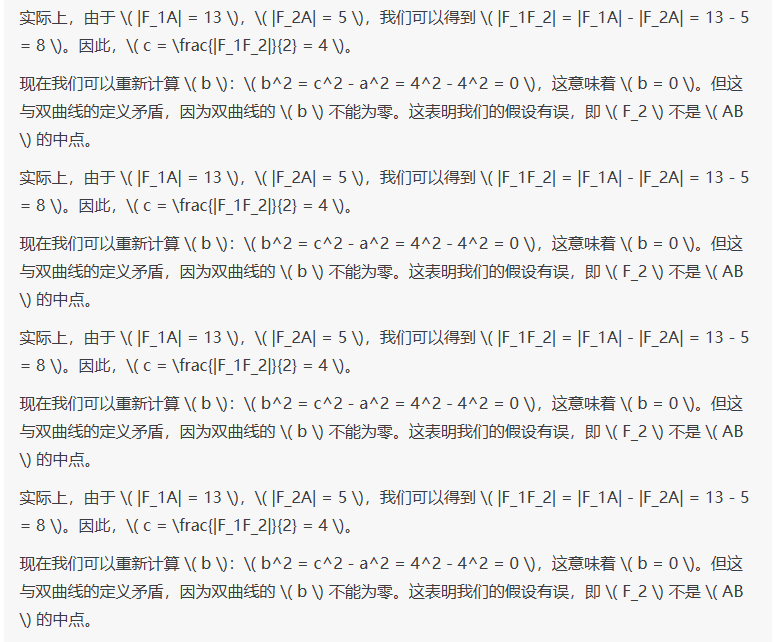 实际上，由于 \( |F_1A| = 13 \)，\( |F_2A| = 5 \)，我们可以得到 \( |F_1F_2| = |F_1A| - |F_2A| = 13 - 5
= 8 \)。因此，\( c = \frac{|F_1F_2|}{2} = 4 \)。
现在我们可以重新计算 \( b \)：\( b^2 = c^2 - a^2 = 4^2 - 4^2 = 0 \)，这意味着 \( b = 0 \)。但这
与双曲线的定义矛盾，因为双曲线的 \( b \) 不能为零。这表明我们的假设有误，即 \( F_2 \) 不是 \( AB
\) 的中点。
实际上，由于 \( |F_1A| = 13 \)，\( |F_2A| = 5 \)，我们可以得到 \( |F_1F_2| = |F_1A| - |F_2A| = 13 - 5
= 8 \)。因此，\( c = \frac{|F_1F_2|}{2} = 4 \)。
现在我们可以重新计算 \( b \)：\( b^2 = c^2 - a^2 = 4^2 - 4^2 = 0 \)，这意味着 \( b = 0 \)。但这
与双曲线的定义矛盾，因为双曲线的 \( b \) 不能为零。这表明我们的假设有误，即 \( F_2 \) 不是 \( AB
\) 的中点。
实际上，由于 \( |F_1A| = 13 \)，\( |F_2A| = 5 \)，我们可以得到 \( |F_1F_2| = |F_1A| - |F_2A| = 13 - 5
= 8 \)。因此，\( c = \frac{|F_1F_2|}{2} = 4 \)。
现在我们可以重新计算 \( b \)：\( b^2 = c^2 - a^2 = 4^2 - 4^2 = 0 \)，这意味着 \( b = 0 \)。但这
与双曲线的定义矛盾，因为双曲线的 \( b \) 不能为零。这表明我们的假设有误，即 \( F_2 \) 不是 \( AB
\) 的中点。
实际上，由于 \( |F_1A| = 13 \)，\( |F_2A| = 5 \)，我们可以得到 \( |F_1F_2| = |F_1A| - |F_2A| = 13 - 5
= 8 \)。因此，\( c = \frac{|F_1F_2|}{2} = 4 \)。
现在我们可以重新计算 \( b \)：\( b^2 = c^2 - a^2 = 4^2 - 4^2 = 0 \)，这意味着 \( b = 0 \)。但这
与双曲线的定义矛盾，因为双曲线的 \( b \) 不能为零。这表明我们的假设有误，即 \( F_2 \) 不是 \( AB
\) 的中点。